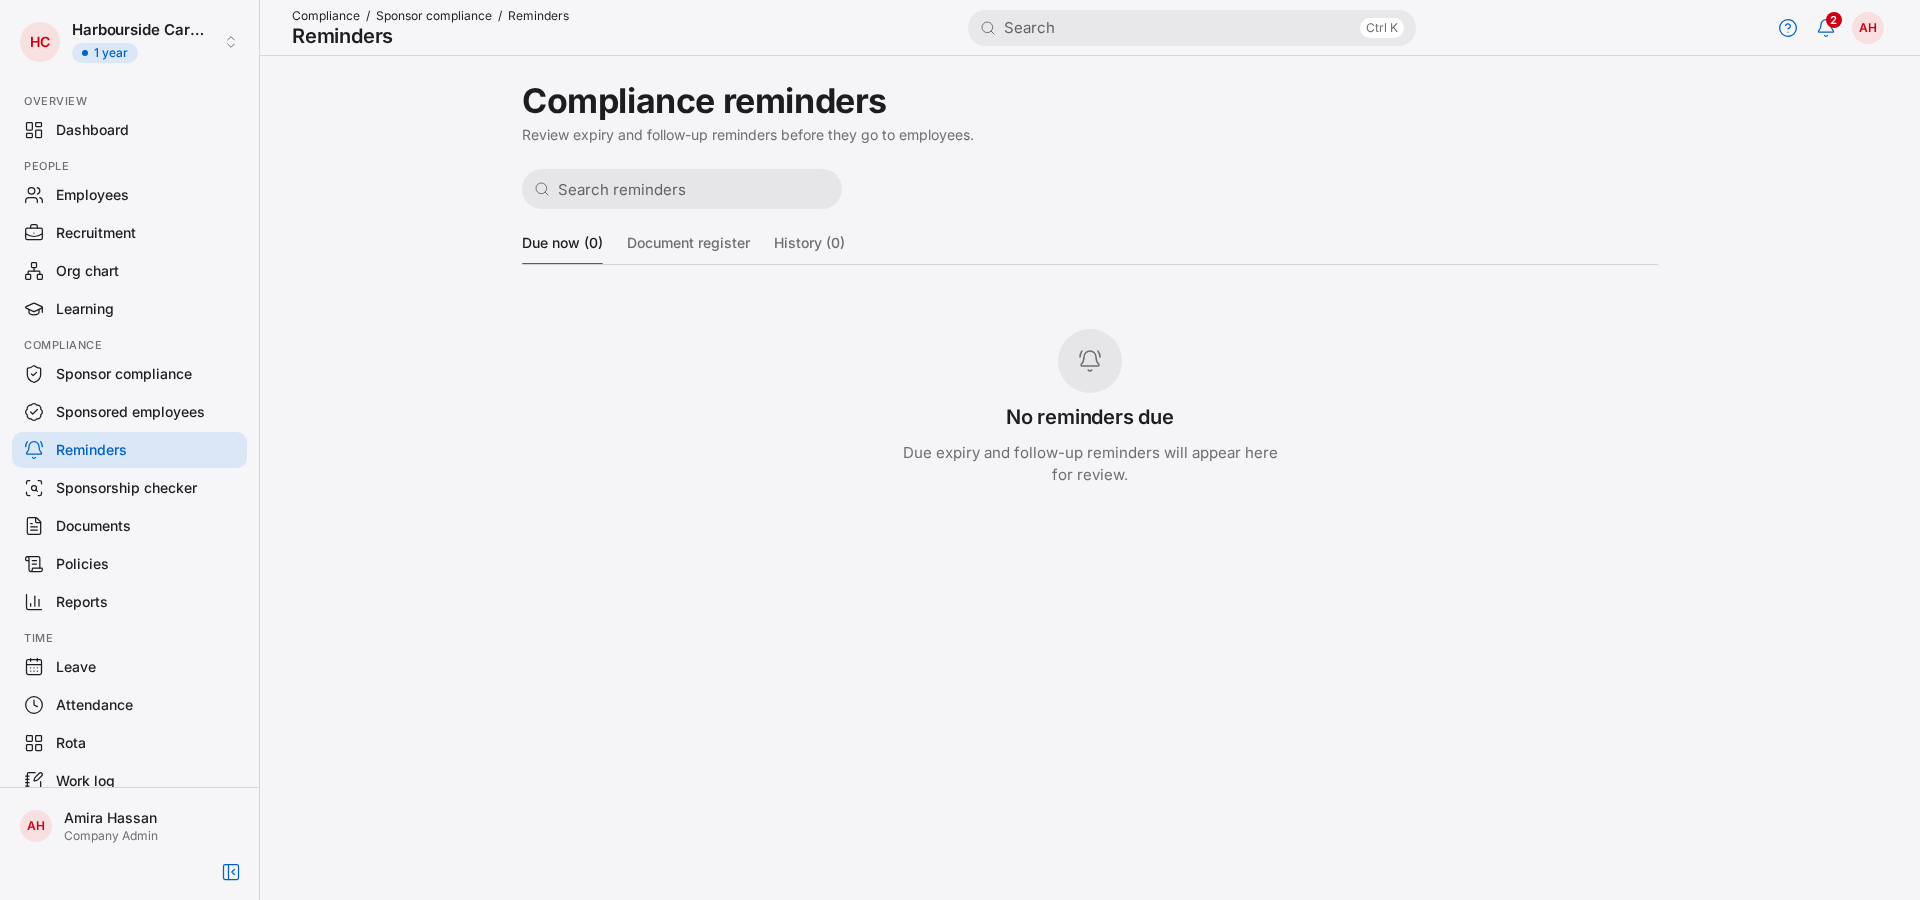 HC
Harbourside Car...
1 year
OVERVIEW
Dashboard
PEOPLE
Employees
Recruitment
Org chart
Learning
COMPLIANCE
Sponsor compliance
Sponsored employees
Reminders
Sponsorship checker
Documents
Policies
Reports
TIME
Leave
Attendance
Rota
Work log
AH
Amira Hassan
Company Admin
Compliance / Sponsor compliance / Reminders
Reminders
Search
Ctrl K
2
AH
Compliance reminders
Review expiry and follow-up reminders before they go to employees.
Search reminders
Due now (0)
Document register
History (0)
No reminders due
Due expiry and follow-up reminders will appear here
for review.